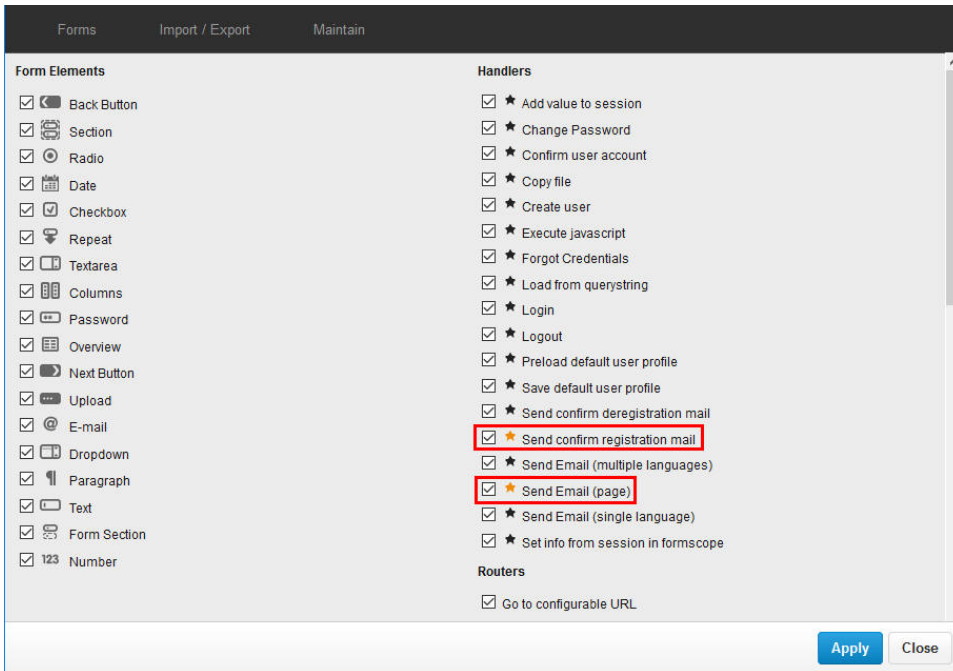 Forms Import / Export Maintain
Form Elements
Back Button
Section
Radio
Date
Checkbox
Repeat
Textarea
Columns
Password
Overview
Next Button
Upload
@ E-mail
Dropdown
¶ Paragraph
Text
Form Section
123 Number
Handlers
Add value to session
Change Password
Confirm user account
Copy file
Create user
Execute javascript
Forgot Credentials
Load from querystring
Login
Logout
Preload default user profile
Save default user profile
Send confirm deregistration mail
Send confirm registration mail
Send Email (multiple languages)
Send Email (page)
Send Email (single language)
Set info from session in formscope
Routers
Go to configurable URL
Apply Close